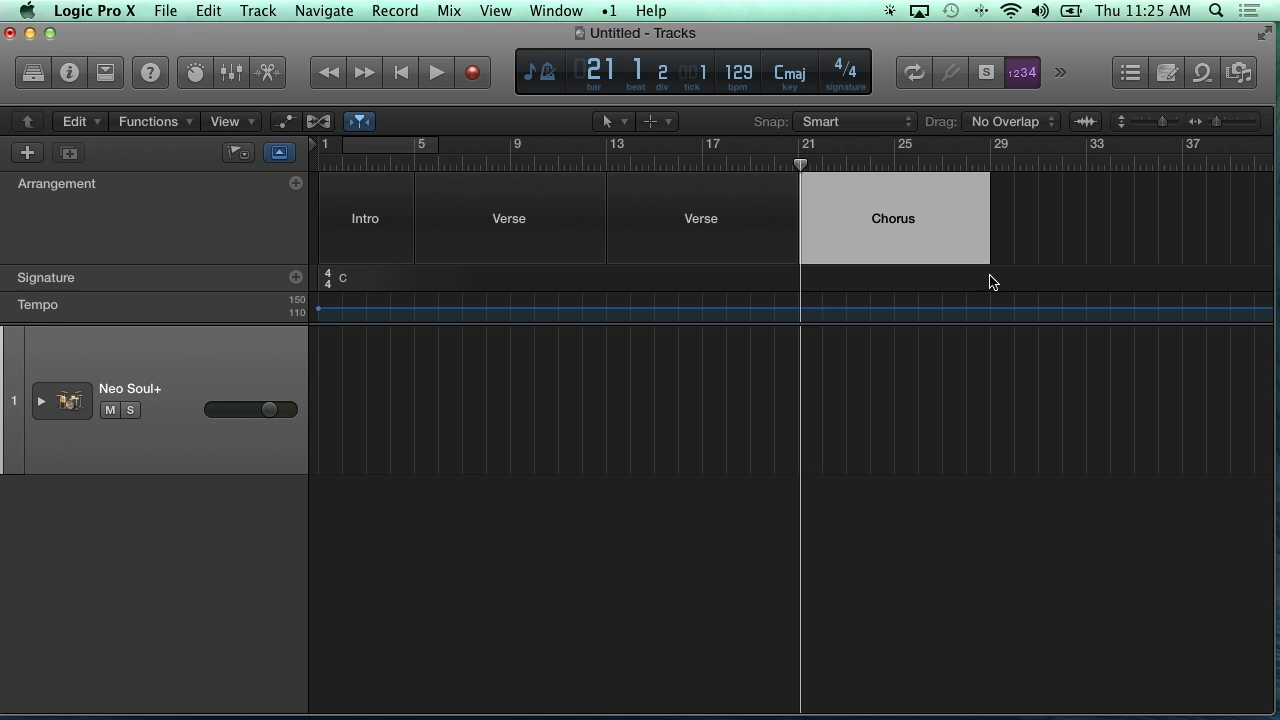 Logic Pro X File Edit Track Navigate Record Mix View Window •1 Help Thu 11:25 AM
Untitled - Tracks
21 1 2 001 129 Cmaj 4/4
bar beat div tick bpm key signature
S 1234
Edit Functions View Snap: Smart Drag: No Overlap
1 5 9 13 17 21 25 29 33 37
Arrangement
Intro Verse Verse Chorus
Signature 4/4 C
Tempo 150
110
1 Neo Soul+
M S